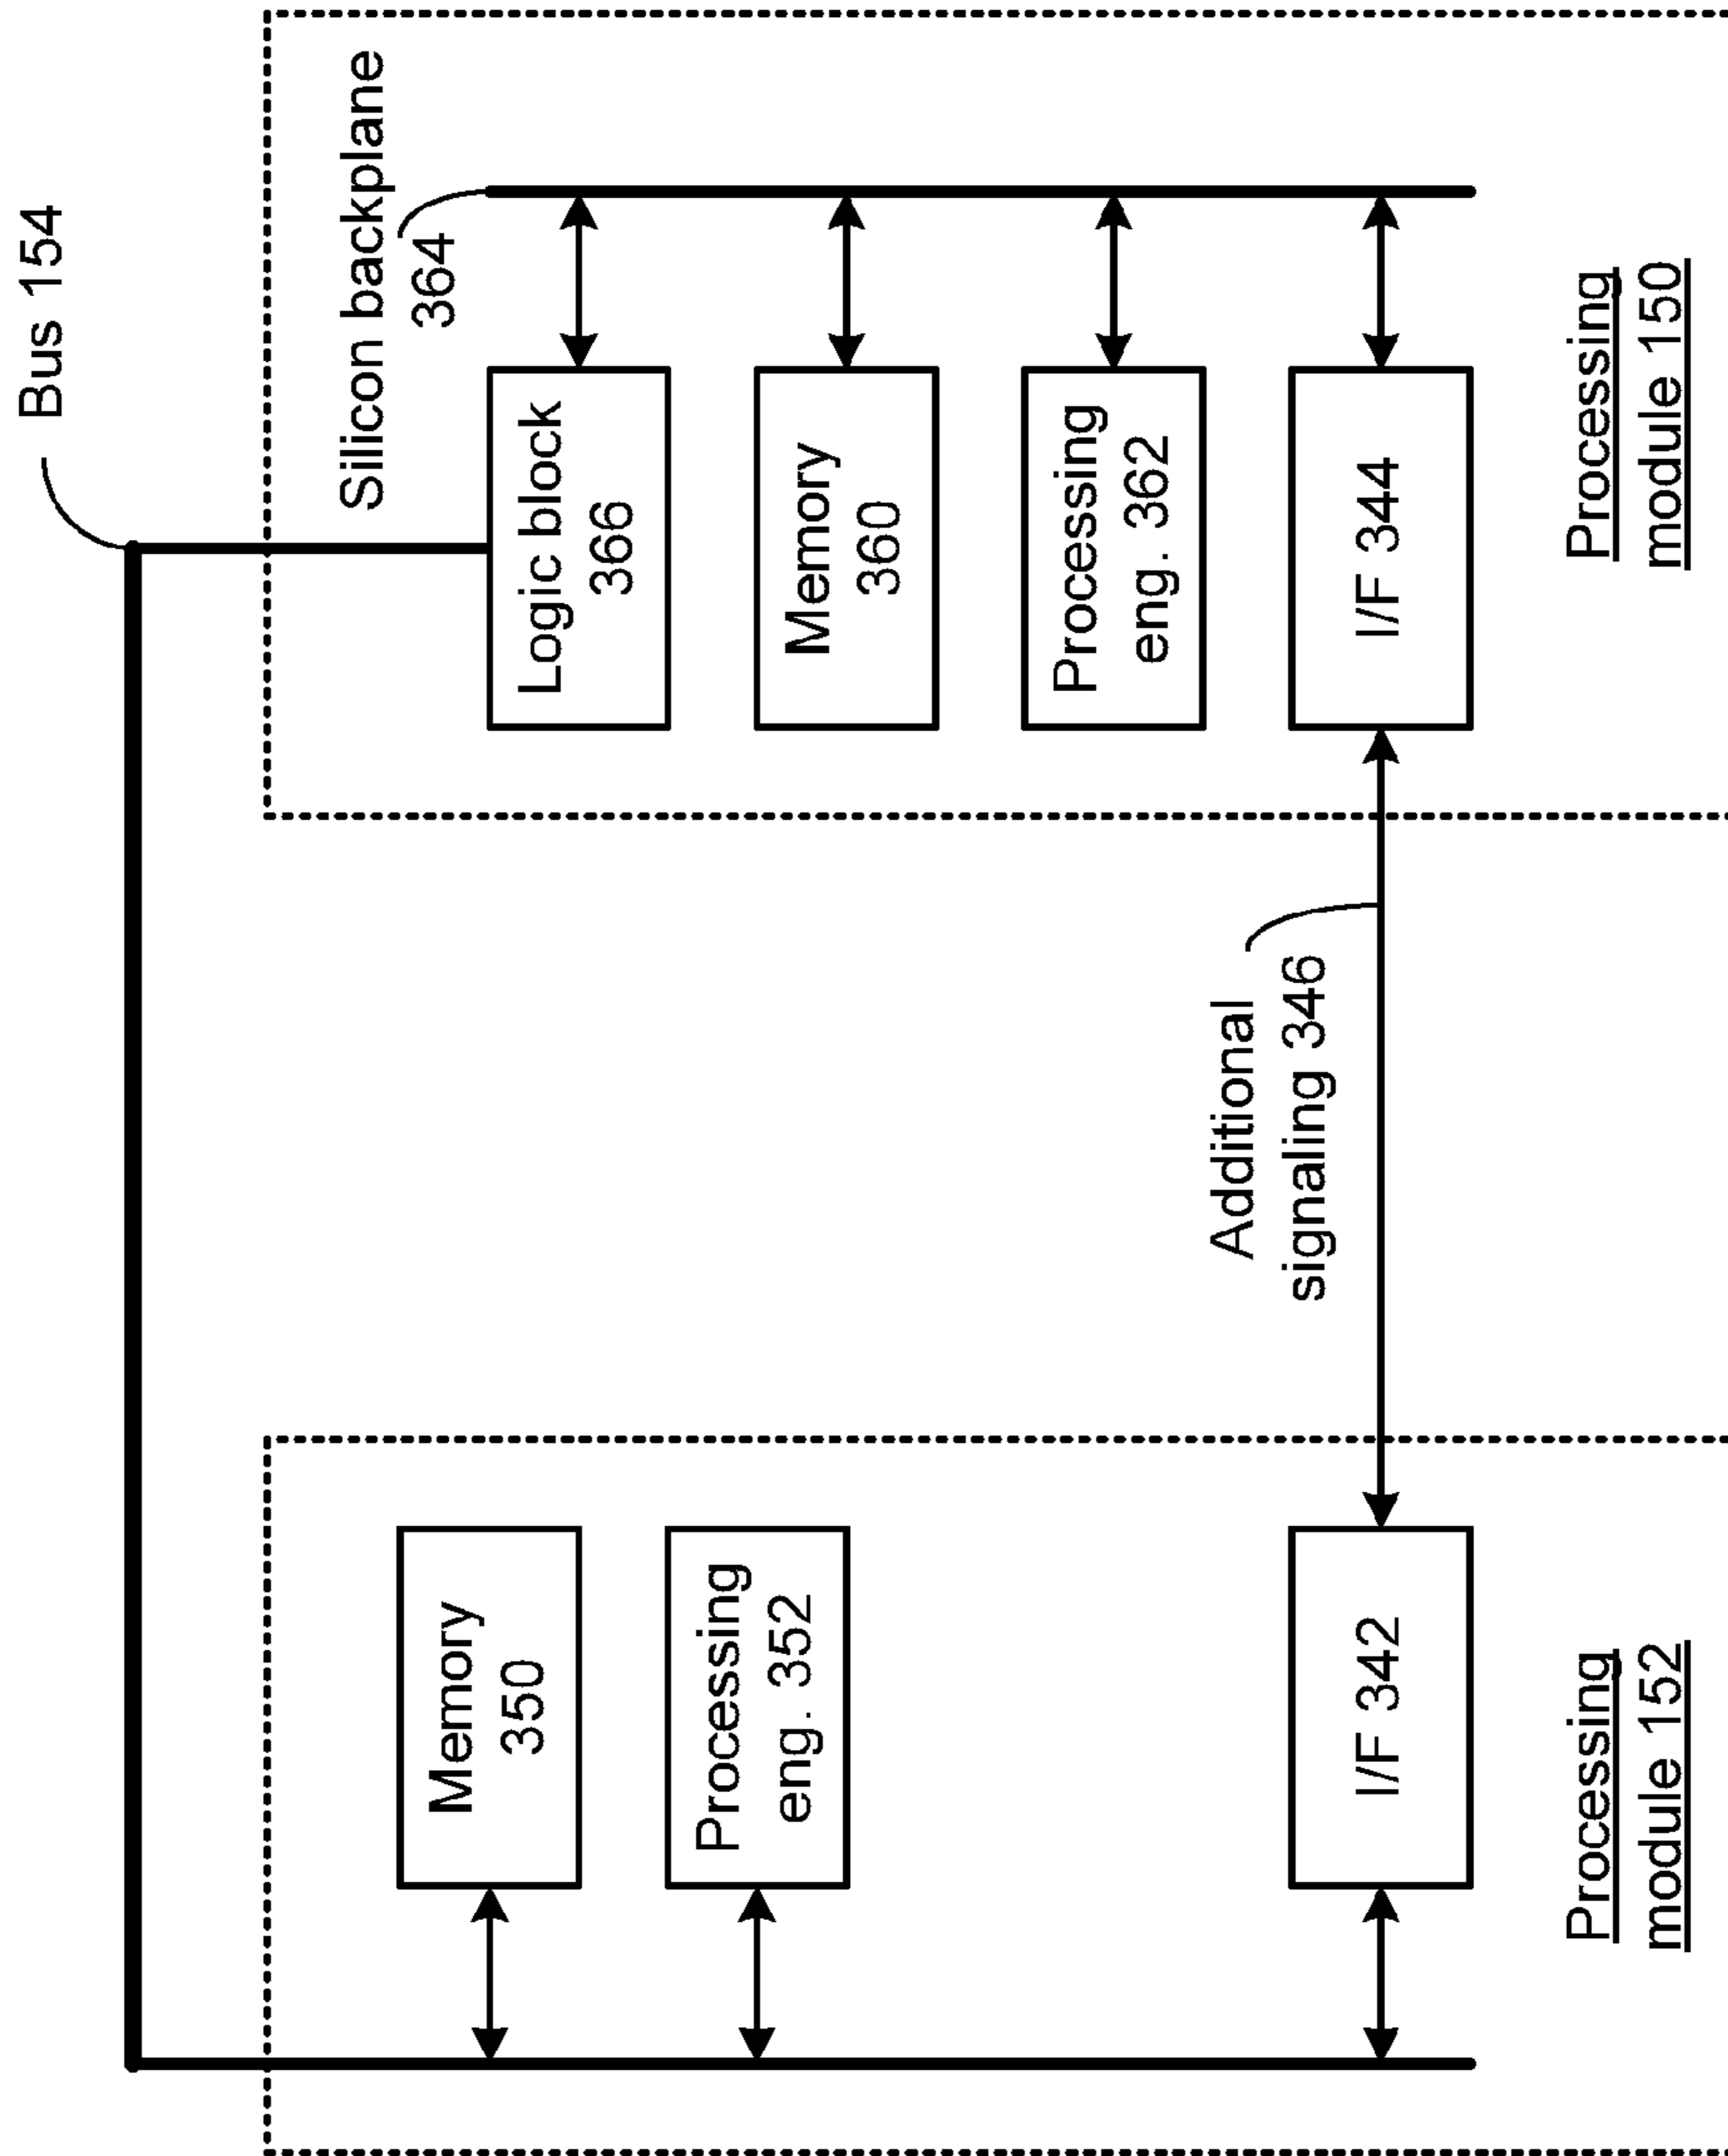 Bus 154
Silicon backplane
364
Memory
350
Processing
eng. 352
I/F 342
Additional
signaling 346
Logic block
366
Memory
360
Processing
eng. 362
I/F 344
Processing
module 152
Processing
module 150